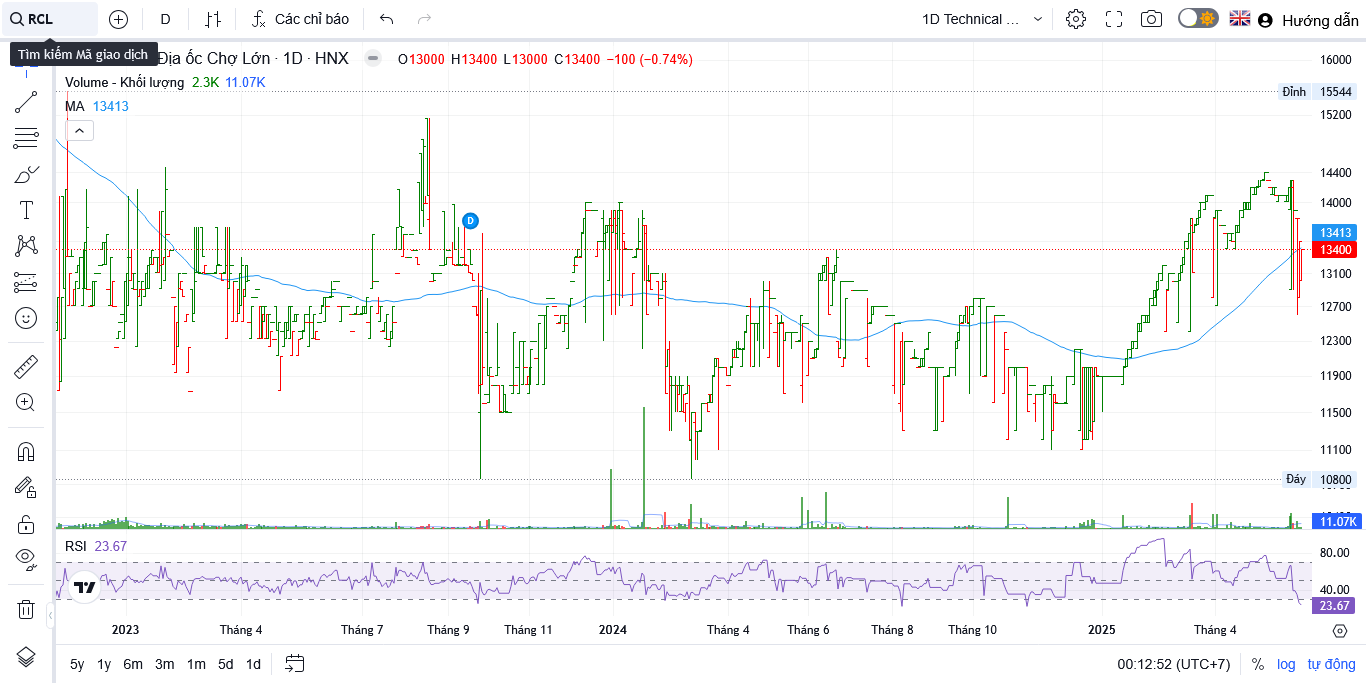 RCL
D
Các chỉ báo
1D Technical ...
Hướng dẫn
Tìm kiếm Mã giao dịch
Địa ốc Chợ Lớn · 1D · HNX
O13000 H13400 L13000 C13400 −100 (−0.74%)
Volume - Khối lượng 2.3K 11.07K
MA 13413
D
16000
Đỉnh 15544
15200
14400
14000
13413
13400
13100
12700
12300
11900
11500
11100
Đáy 10800
11.07K
RSI 23.67
80.00
40.00
23.67
2023 Tháng 4 Tháng 7 Tháng 9 Tháng 11 2024 Tháng 4 Tháng 6 Tháng 8 Tháng 10 2025 Tháng 4
5y 1y 6m 3m 1m 5d 1d
00:12:52 (UTC+7) % log tự động